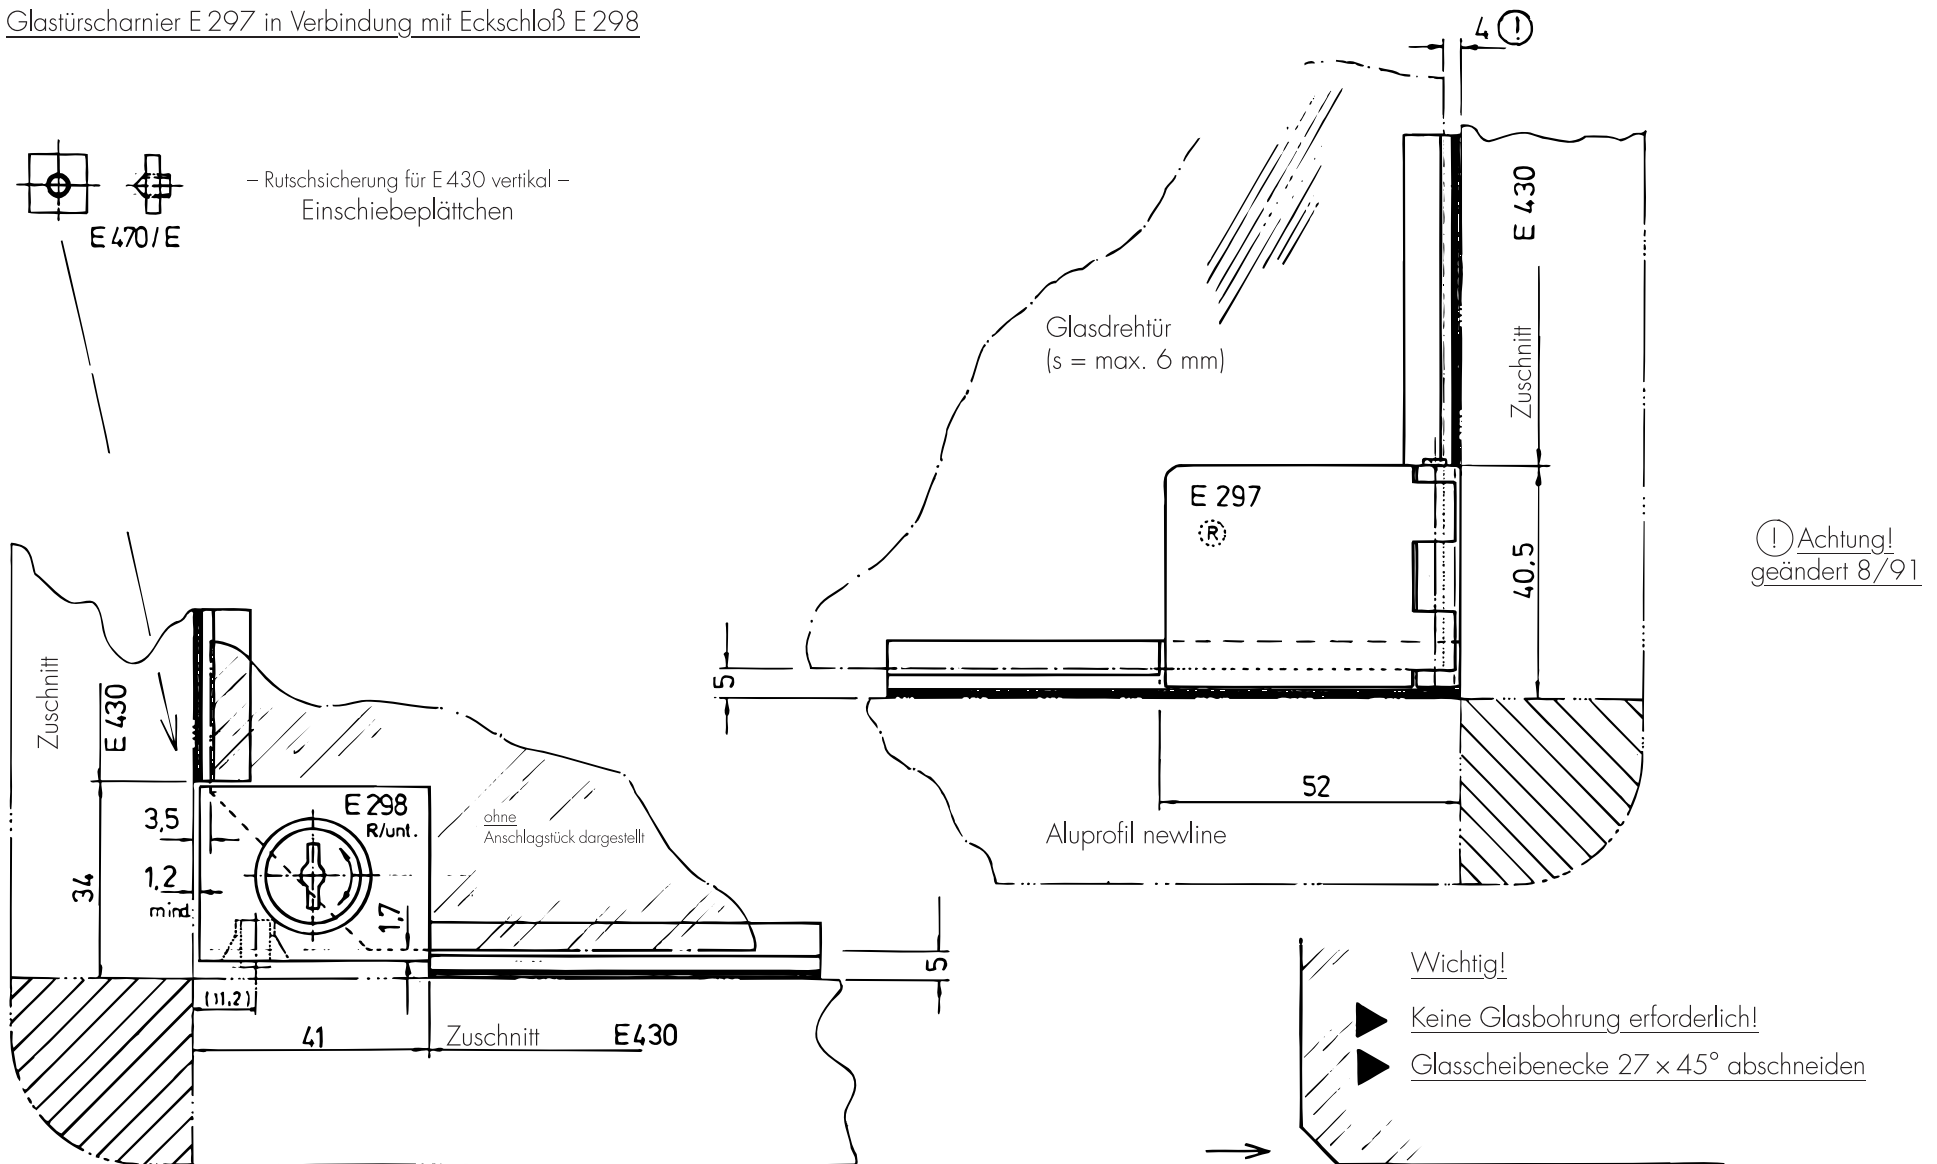 Glastürscharnier E 297 in Verbindung mit Eckschloß E 298
4 (!)
– Rutschsicherung für E 430 vertikal –
Einschiebeplättchen
E 470/E
E 430
Zuschnitt
Glasdrehtür
(s = max. 6 mm)
E 297
R
40,5
(!) Achtung!
geändert 8/91
5
52
Aluprofil newline
Zuschnitt
E 430
E 298
R/unt.
ohne
Anschlagstück dargestellt
3,5
34
1,2
mind.
1,7
5
(11,2)
41
Zuschnitt E430
Wichtig!
Keine Glasbohrung erforderlich!
Glasscheibenecke 27 x 45° abschneiden